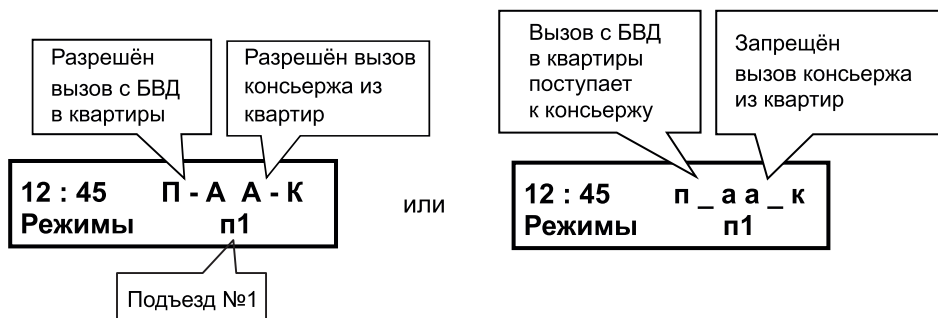 Разрешён
вызов с БВД
в квартиры
Разрешён вызов
консьержа из
квартир
12 : 45 П - А А - К
Режимы п1
Подъезд №1
или
Вызов с БВД
в квартиры
поступает
к консьержу
Запрещён
вызов консьержа
из квартир
12 : 45 п _ а а _ к
Режимы п1